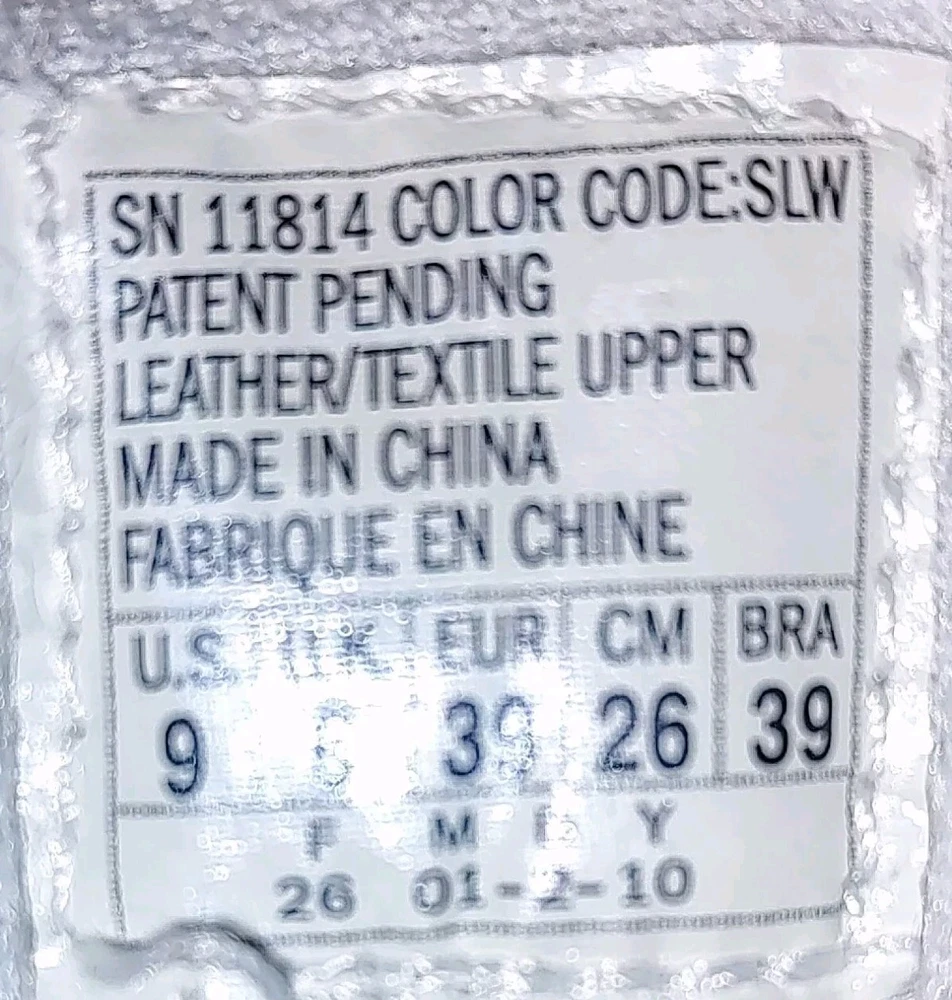 SN 11814 COLOR CODE:SLW
PATENT PENDING
LEATHER/TEXTILE UPPER
MADE IN CHINA
FABRIQUE EN CHINE
U.S EUR CM BRA
9 39 26 39
F M Y
26 01 - 10